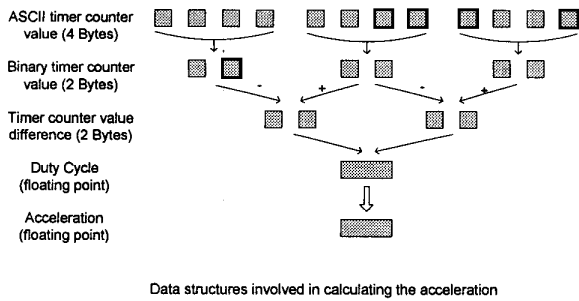 ASCII timer counter
value (4 Bytes)
Binary timer counter
value (2 Bytes)
- + - +
Timer counter value
difference (2 Bytes)
Duty Cycle
(floating point)
Acceleration
(floating point)
Data structures involved in calculating the acceleration